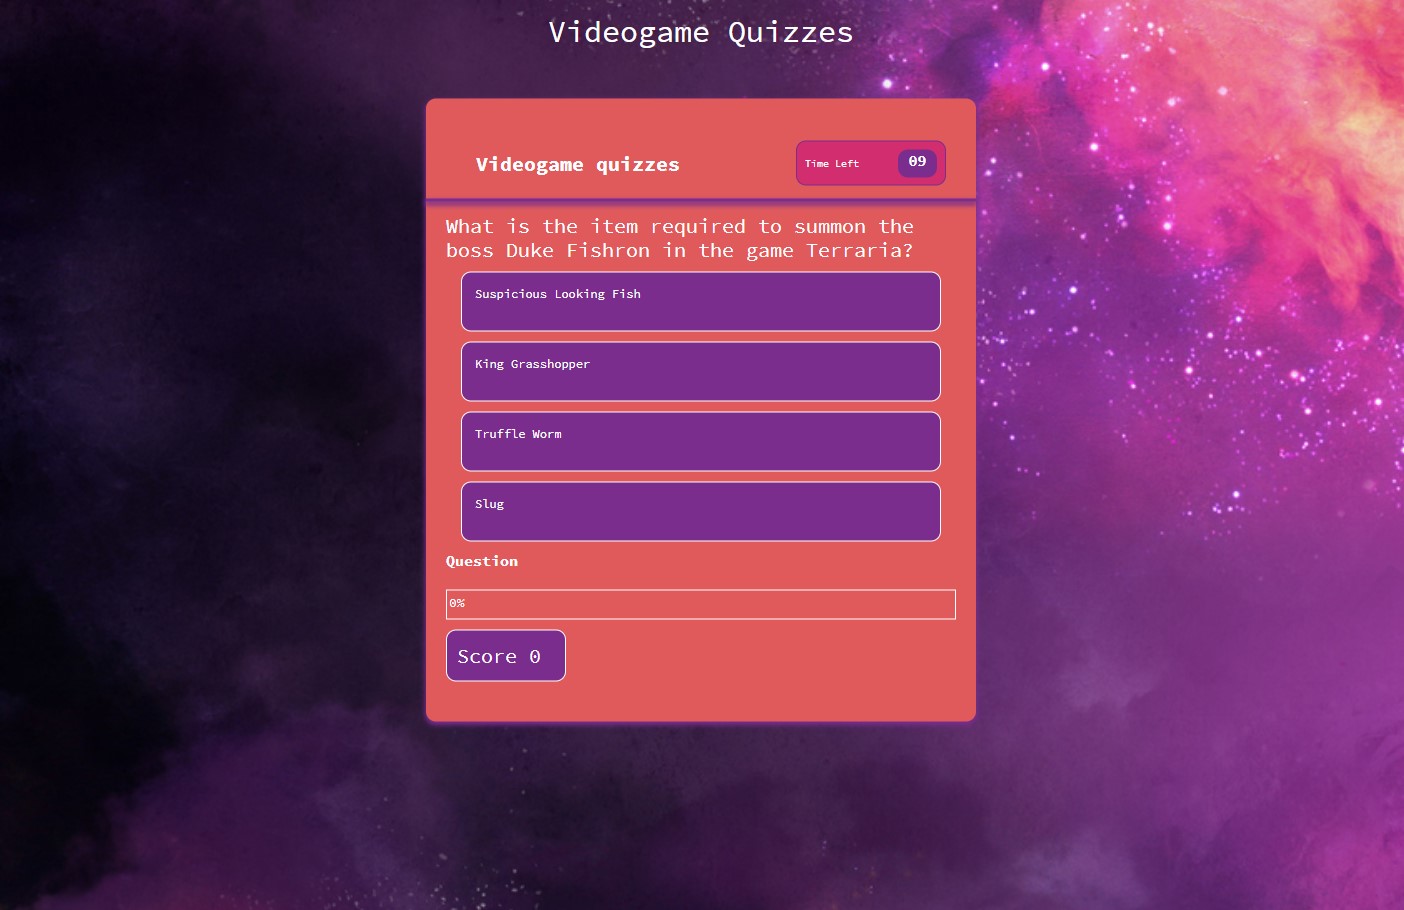 Videogame Quizzes
Videogame quizzes
Time Left 09
What is the item required to summon the
boss Duke Fishron in the game Terraria?
Suspicious Looking Fish
King Grasshopper
Truffle Worm
Slug
Question
0%
Score 0